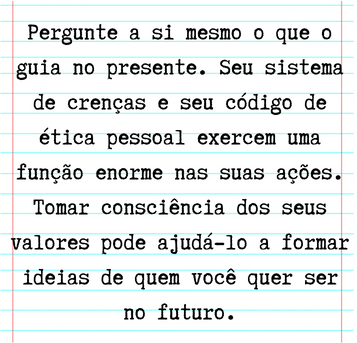 Pergunte a si mesmo o que o
guia no presente. Seu sistema
de crenças e seu código de
ética pessoal exercem uma
função enorme nas suas ações.
Tomar consciência dos seus
valores pode ajudá-lo a formar
ideias de quem você quer ser
no futuro.